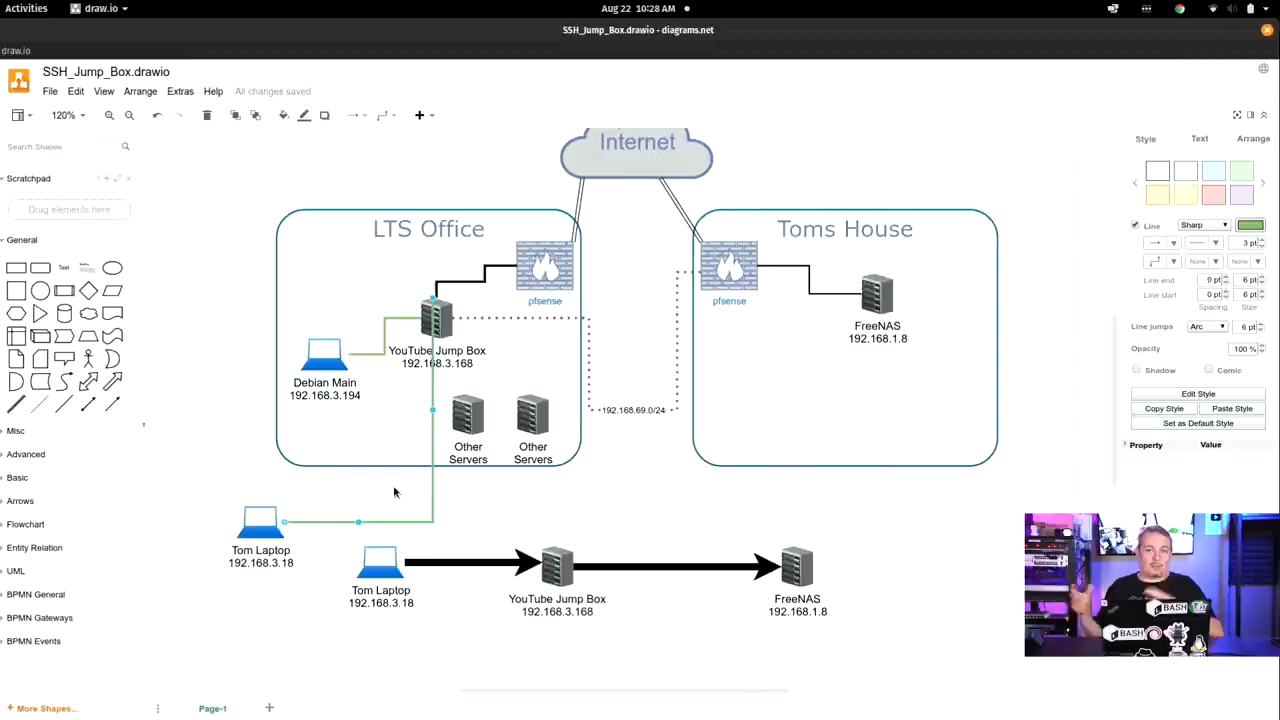 Activities
draw.io
Aug 22 10:28 AM
SSH_Jump_Box.drawio - diagrams.net
draw.io
SSH_Jump_Box.drawio
File Edit View Arrange Extras Help All changes saved
120%
Search Shapes
Scratchpad
Drag elements here
General
Text
Misc
Advanced
Basic
Arrows
Flowchart
Entity Relation
UML
BPMN General
BPMN Gateways
BPMN Events
+ More Shapes...
Page-1
Internet
LTS Office
pfsense
YouTube Jump Box
192.168.3.168
Debian Main
192.168.3.194
Other
Servers
Other
Servers
192.168.69.0/24
Toms House
pfsense
FreeNAS
192.168.1.8
Tom Laptop
192.168.3.18
Tom Laptop
192.168.3.18
YouTube Jump Box
192.168.3.168
FreeNAS
192.168.1.8
Style Text Arrange
Line Sharp
3 pt
None None
Line end 0 pt 6 pt
Line start 0 pt 6 pt
Spacing Size
Line jumps Arc 6 pt
Opacity 100 %
Shadow Comic
Edit Style
Copy Style Paste Style
Set as Default Style
Property Value
BASH
BASH